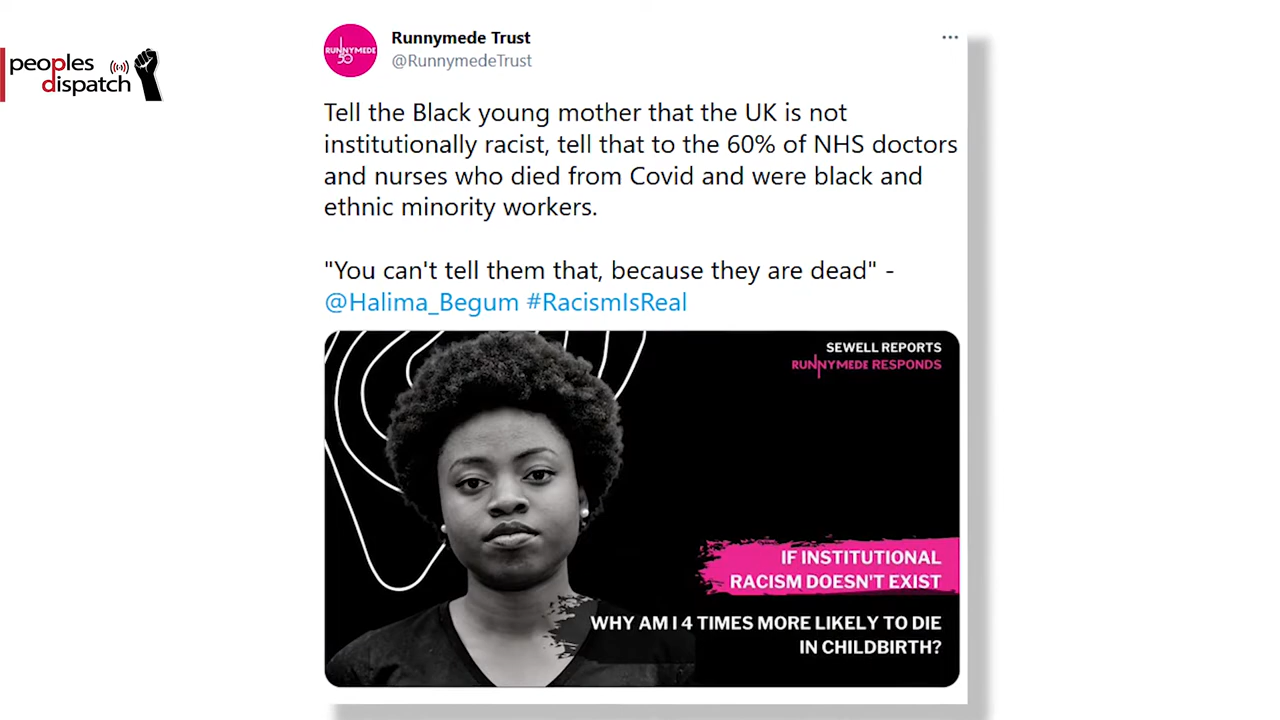 peoples
dispatch
RUNNYMEDE
50
Runnymede Trust
@RunnymedeTrust
Tell the Black young mother that the UK is not
institutionally racist, tell that to the 60% of NHS doctors
and nurses who died from Covid and were black and
ethnic minority workers.
"You can't tell them that, because they are dead" -
@Halima_Begum #RacismIsReal
SEWELL REPORTS
RUNNYMEDE RESPONDS
IF INSTITUTIONAL
RACISM DOESN'T EXIST
WHY AM I 4 TIMES MORE LIKELY TO DIE
IN CHILDBIRTH?